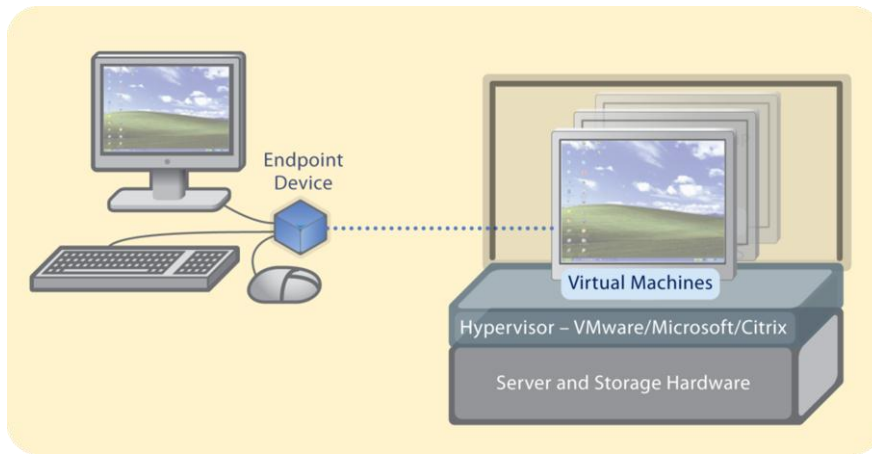 Endpoint
Device
Virtual Machines
Hypervisor – VMware/Microsoft/Citrix
Server and Storage Hardware